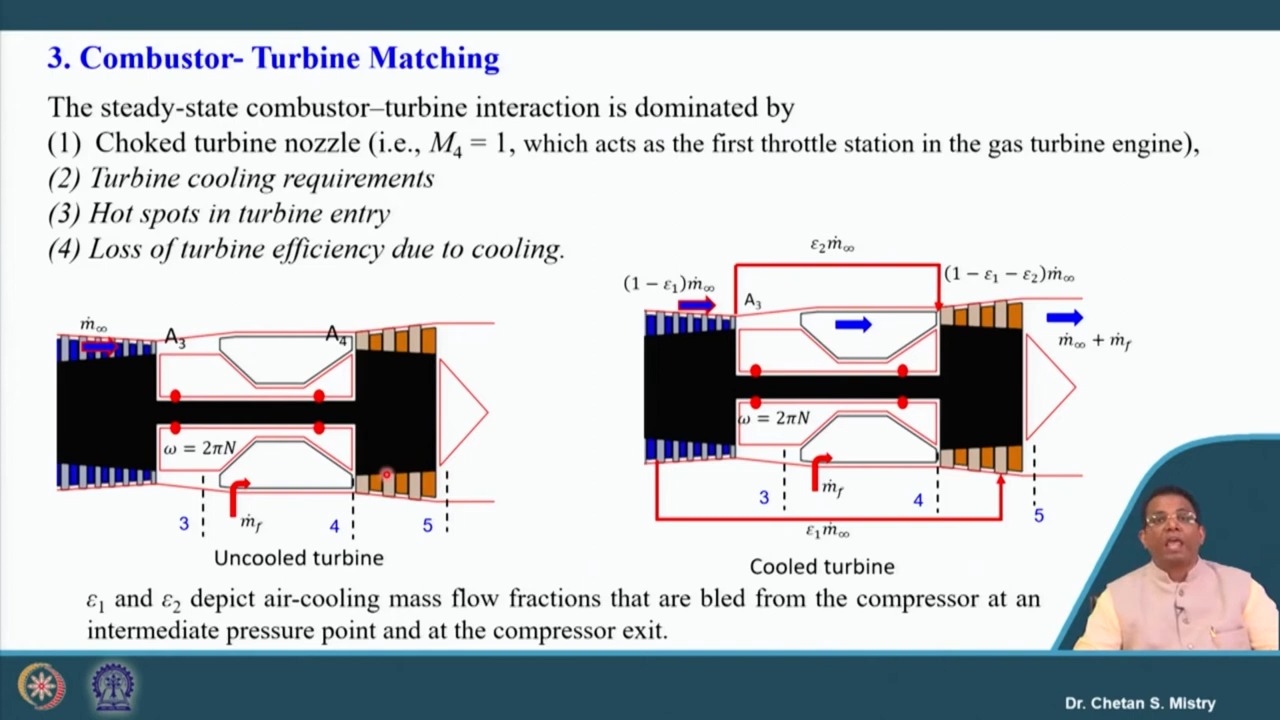 3. Combustor- Turbine Matching
The steady-state combustor–turbine interaction is dominated by
(1) Choked turbine nozzle (i.e., M₄ = 1, which acts as the first throttle station in the gas turbine engine),
(2) Turbine cooling requirements
(3) Hot spots in turbine entry
(4) Loss of turbine efficiency due to cooling.
ṁ∞
A₃
A₄
ω = 2πN
3
ṁf
4
5
Uncooled turbine
ε₂ṁ∞
(1 − ε₁)ṁ∞
A₃
(1 − ε₁ − ε₂)ṁ∞
ṁ∞ + ṁf
ω = 2πN
3
ṁf
4
5
ε₁ṁ∞
Cooled turbine
ε₁ and ε₂ depict air-cooling mass flow fractions that are bled from the compressor at an
intermediate pressure point and at the compressor exit.
Dr. Chetan S. Mistry